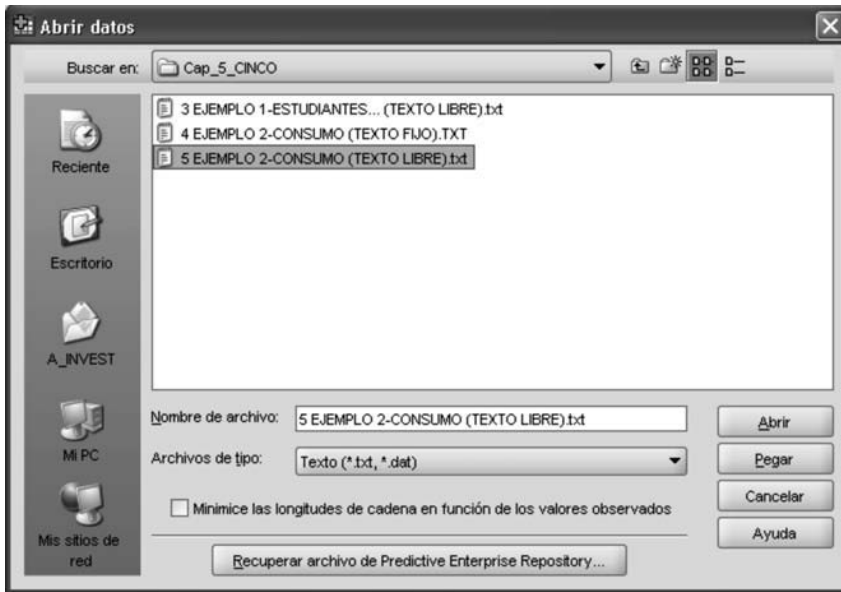 Abrir datos
Buscar en: Cap_5_CINCO
3 EJEMPLO 1-ESTUDIANTES... (TEXTO LIBRE).txt
4 EJEMPLO 2-CONSUMO (TEXTO FIJO).TXT
5 EJEMPLO 2-CONSUMO (TEXTO LIBRE).txt
Reciente
Escritorio
A_INVEST
Mi PC
Mis sitios de
red
Nombre de archivo: 5 EJEMPLO 2-CONSUMO (TEXTO LIBRE).txt
Archivos de tipo: Texto (*.txt, *.dat)
Minimice las longitudes de cadena en función de los valores observados
Recuperar archivo de Predictive Enterprise Repository...
Abrir
Pegar
Cancelar
Ayuda